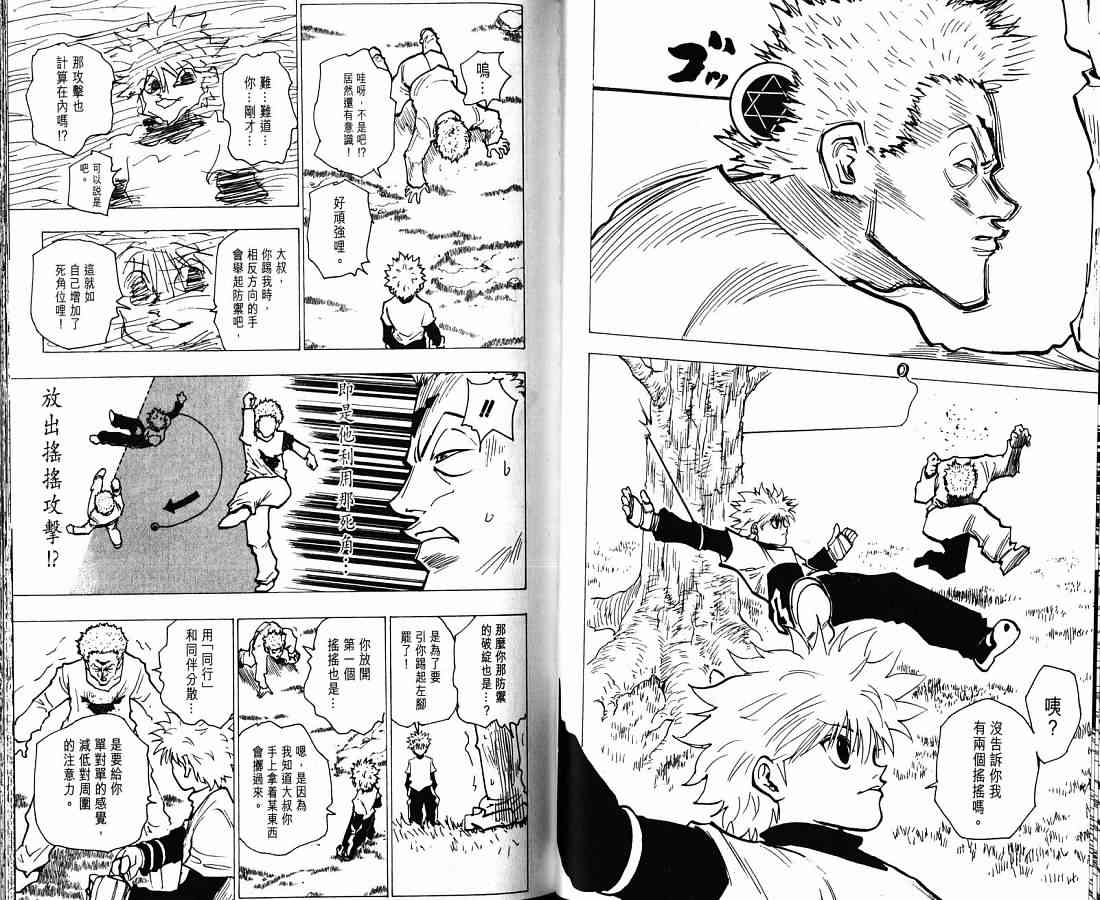 ゴッ
咦？
沒告訴你我
有兩個搖搖嗎。
嗚…
哇呀，不是吧!?
居然還有意識！
好頑強哩。
難…難道…
你…剛才…
那攻擊也
計算在內嗎!?
可以說是
吧。
大叔，
你踢我時，
相反方向的手
會舉起防禦吧，
這就如
自己增加了
死角位哩！
!!
即是他利用那死角…
放出搖搖攻擊!?
那麼你那防禦
的破綻也是…？
是為了要
引你踢起左腳
罷了！
你放開
第一個
搖搖也是…
嗯，是因為
我知道大叔你
手上拿着某東西
會擲過來。
用「同行」
和同伴分散…
是要給你
單對單的感覺，
減低對周圍
的注意力。